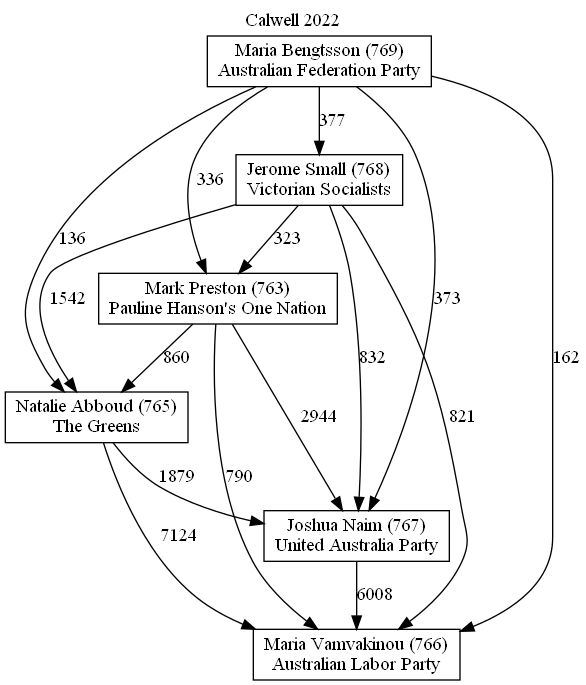 Calwell 2022
Maria Bengtsson (769)
Australian Federation Party
377
Jerome Small (768)
Victorian Socialists
336
136
323
1542
Mark Preston (763)
Pauline Hanson's One Nation
373
860
832
162
Natalie Abboud (765)
The Greens
2944
821
1879
790
Joshua Naim (767)
United Australia Party
7124
6008
Maria Vamvakinou (766)
Australian Labor Party